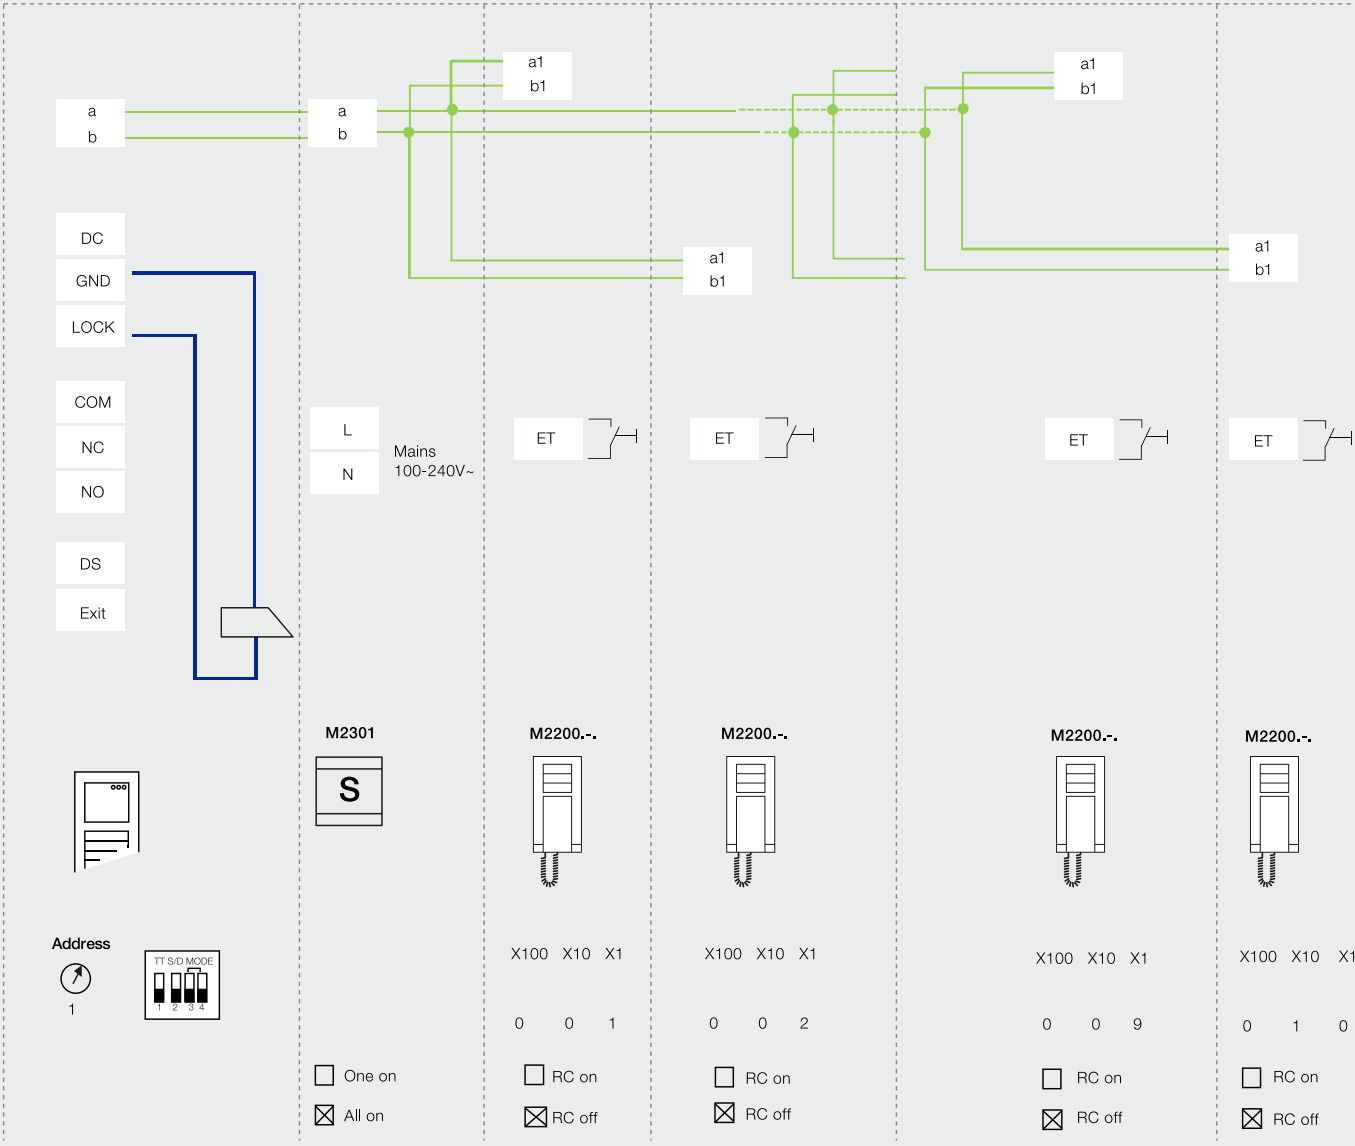 a1
b1
a1
b1
a
b
a
b
DC
GND
LOCK
a1
b1
a1
b1
COM
NC
NO
L
N
Mains
100-240V~
ET
ET
ET
ET
DS
Exit
M2301
M2200.-.
M2200.-.
M2200.-.
M2200.-.
S
Address
1
TT S/D MODE
1 2 3 4
X100 X10 X1
X100 X10 X1
X100 X10 X1
X100 X10 X1
0 0 1
0 0 2
0 0 9
0 1 0
One on
All on
RC on
RC off
RC on
RC off
RC on
RC off
RC on
RC off